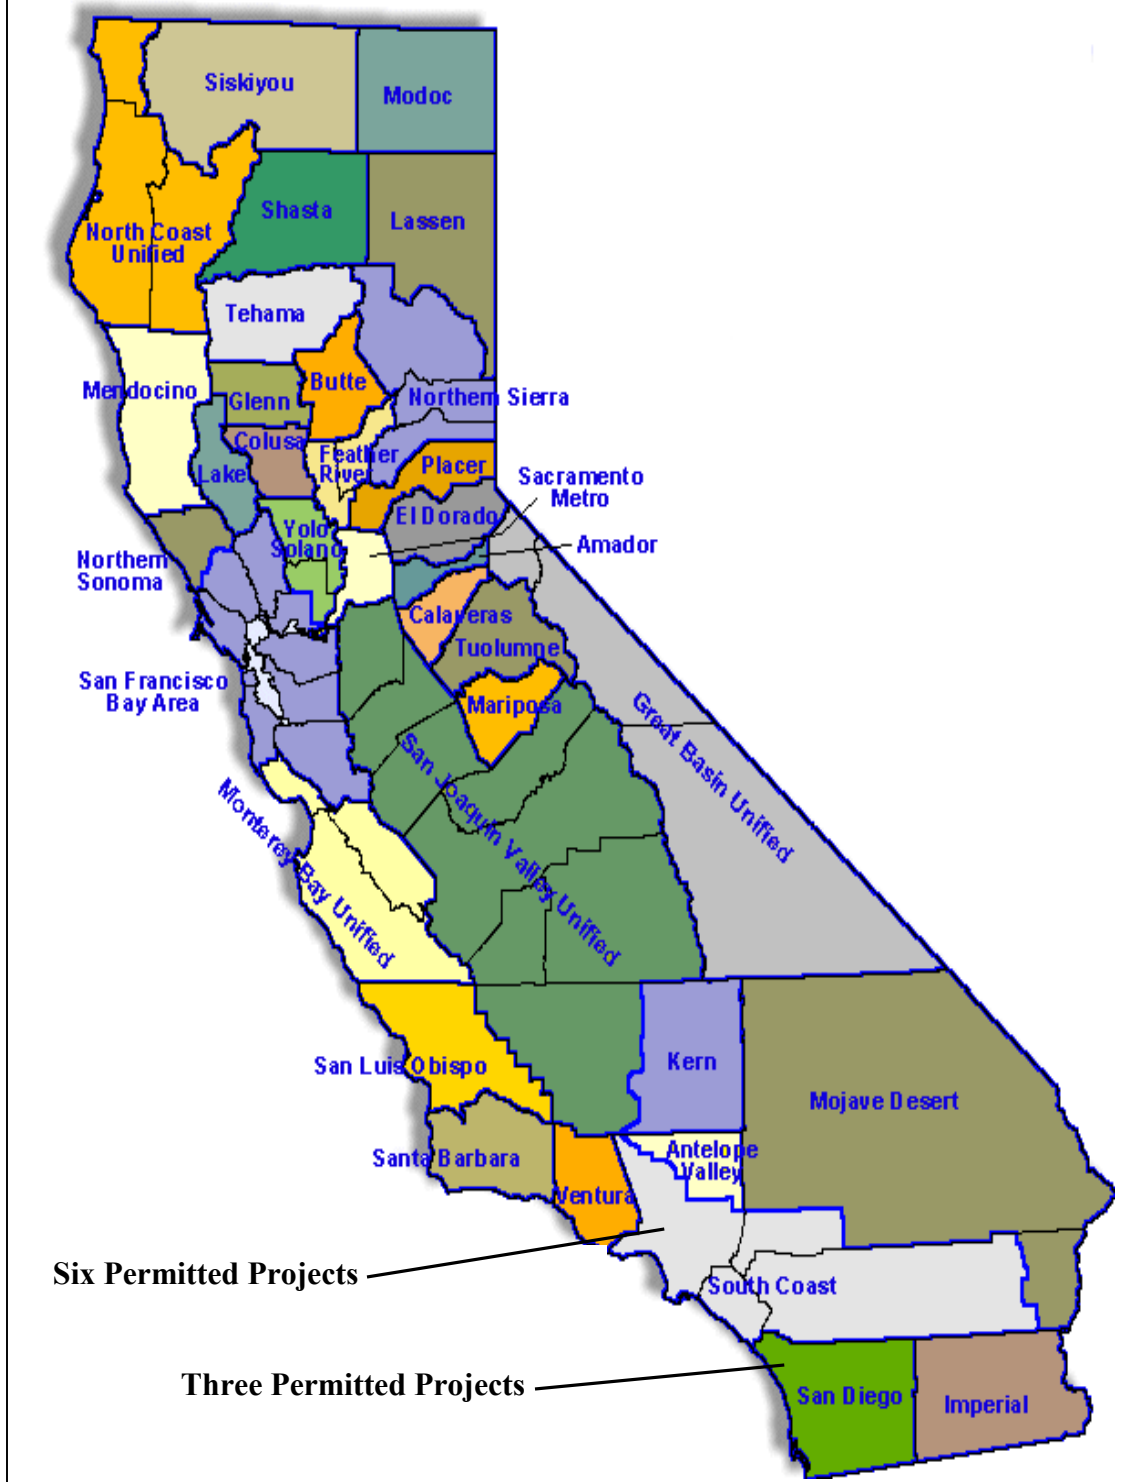 Siskiyou
Modoc
Shasta
Lassen
North Coast
Unified
Tehama
Mendocino
Butte
Glenn
Northern Sierra
Colusa
Feather
River
Lake
Placer
Sacramento
Metro
El Dorado
Yolo
Solano
Amador
Northern
Sonoma
Calaveras
Tuolumne
San Francisco
Bay Area
Mariposa
Great Basin Unified
San Joaquin Valley Unified
Monterey Bay Unified
San Luis Obispo
Kern
Mojave Desert
Santa Barbara
Antelope
Valley
Ventura
Six Permitted Projects
South Coast
Three Permitted Projects
San Diego
Imperial